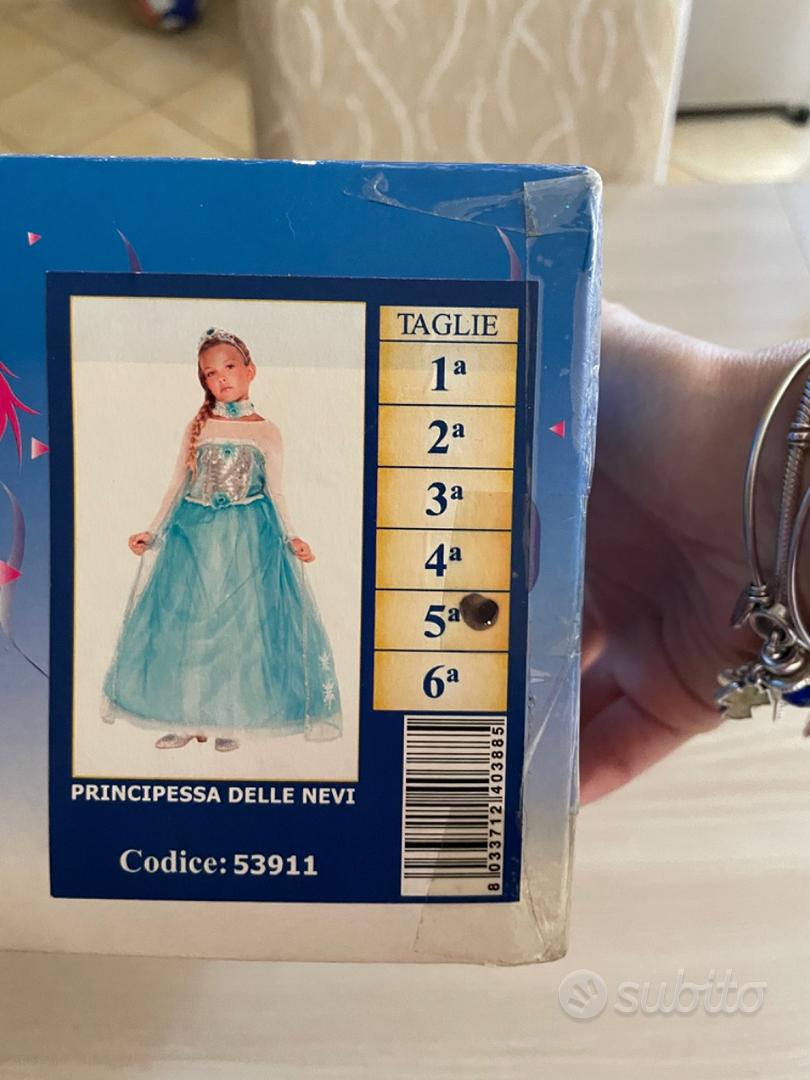 TAGLIE
1ª
2ª
3ª
4ª
5ª
6ª
PRINCIPESSA DELLE NEVI
Codice: 53911
8 033712 403885
subito